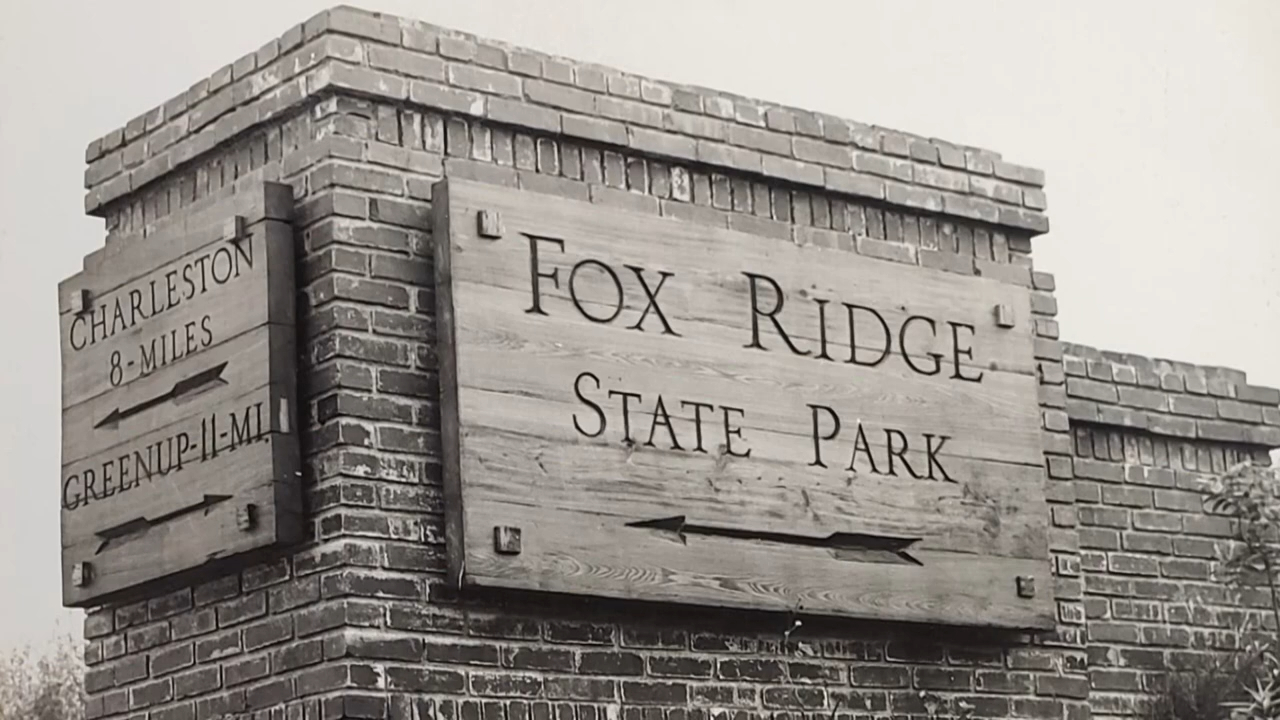 CHARLESTON
8-MILES
GREENUP-11-MI.
FOX RIDGE
STATE PARK